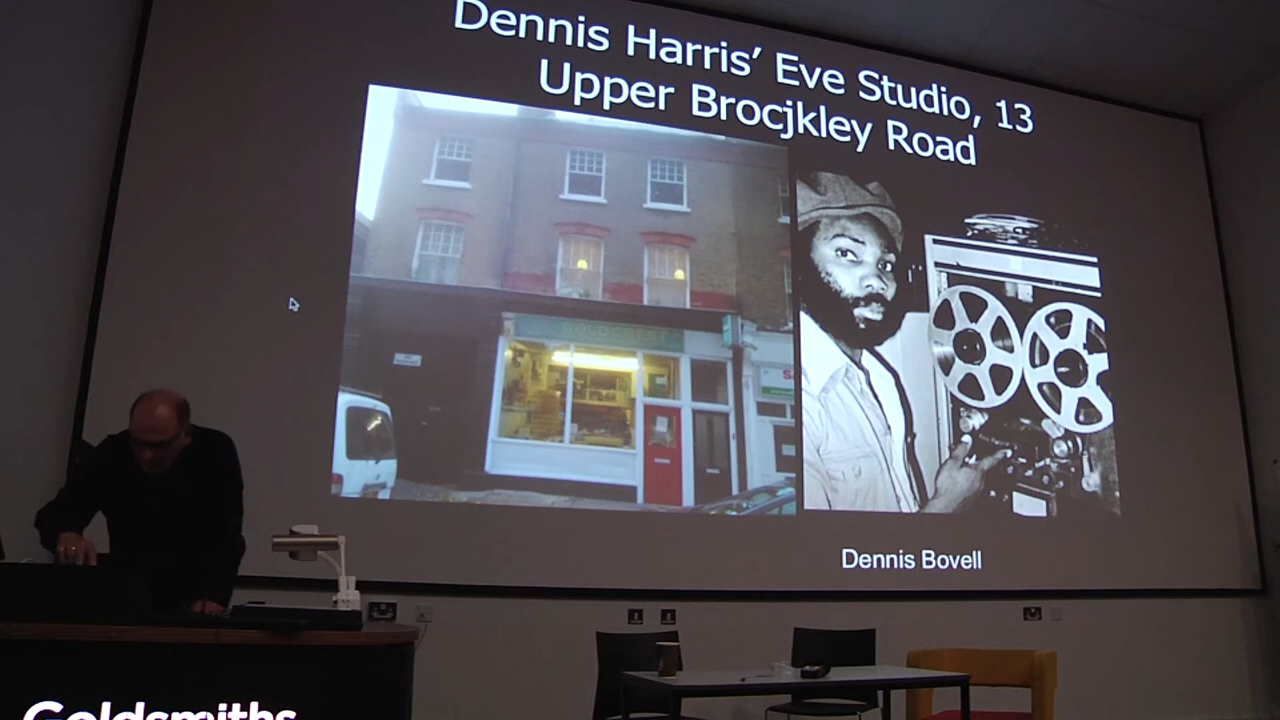 Dennis Harris’ Eve Studio, 13
Upper Brocjkley Road
Dennis Bovell
Goldsmiths